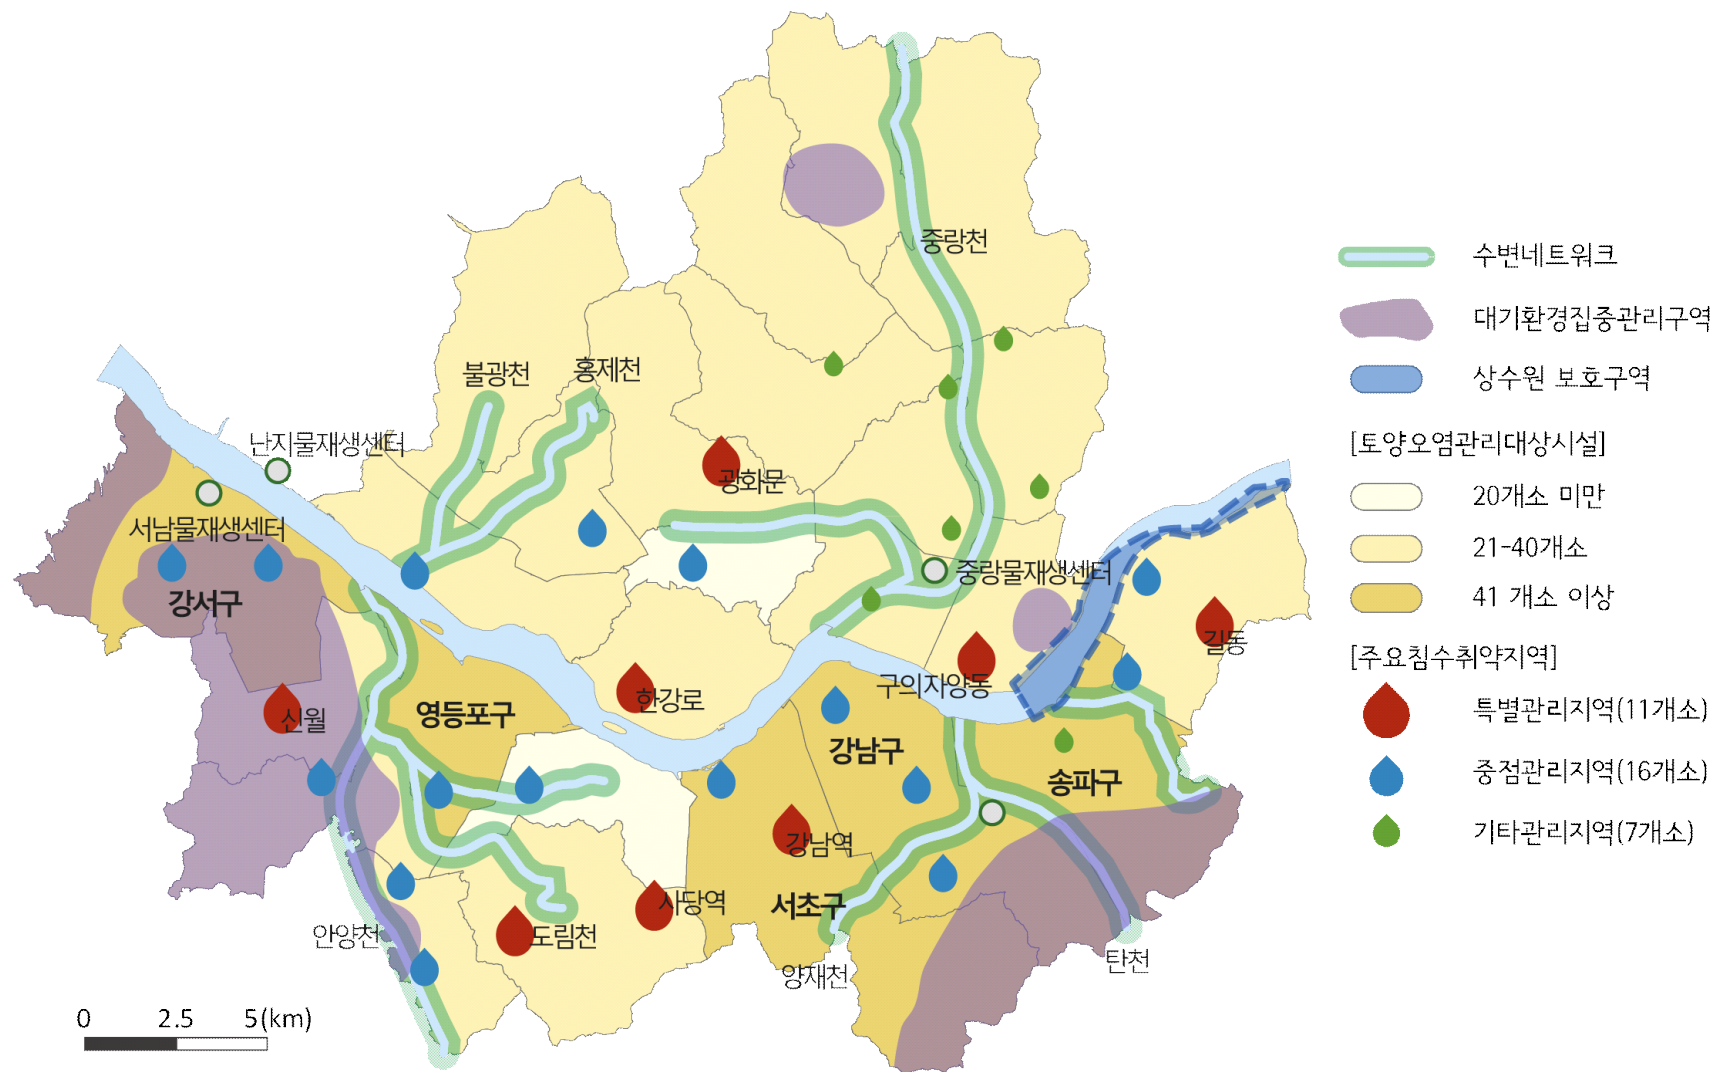 중랑천
불광천
홍제천
난지물재생센터
광화문
서남물재생센터
중랑물재생센터
강서구
길동
구의자양동
한강로
신월
영등포구
강남구
송파구
강남역
사당역
서초구
안양천
도림천
양재천
탄천
0 2.5 5(km)
수변네트워크
대기환경집중관리구역
상수원 보호구역
[토양오염관리대상시설]
20개소 미만
21-40개소
41 개소 이상
[주요침수취약지역]
특별관리지역(11개소)
중점관리지역(16개소)
기타관리지역(7개소)